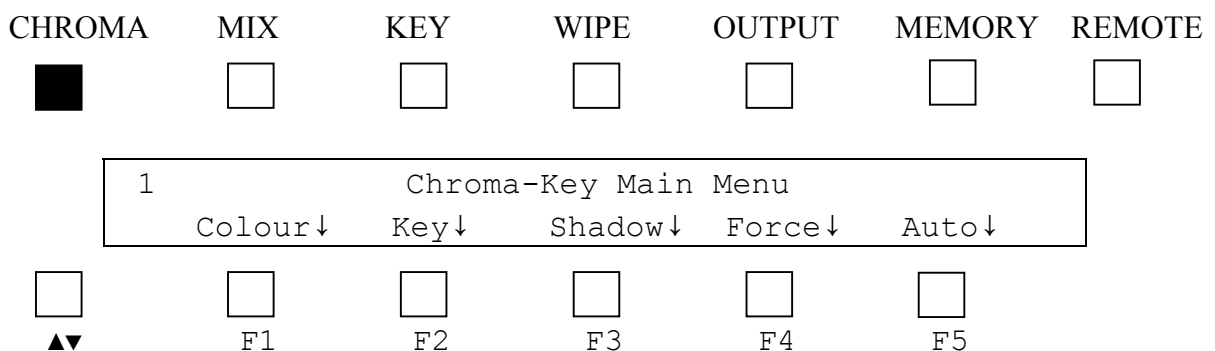 CHROMA MIX KEY WIPE OUTPUT MEMORY REMOTE
1 Chroma-Key Main Menu
Colour↓ Key↓ Shadow↓ Force↓ Auto↓
▲▼ F1 F2 F3 F4 F5